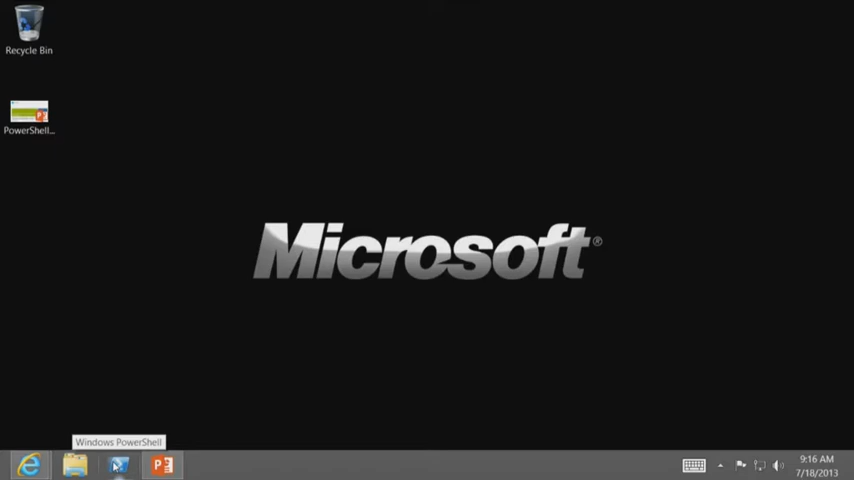 Recycle Bin
PowerShell...
Microsoft®
Windows PowerShell
9:16 AM
7/18/2013